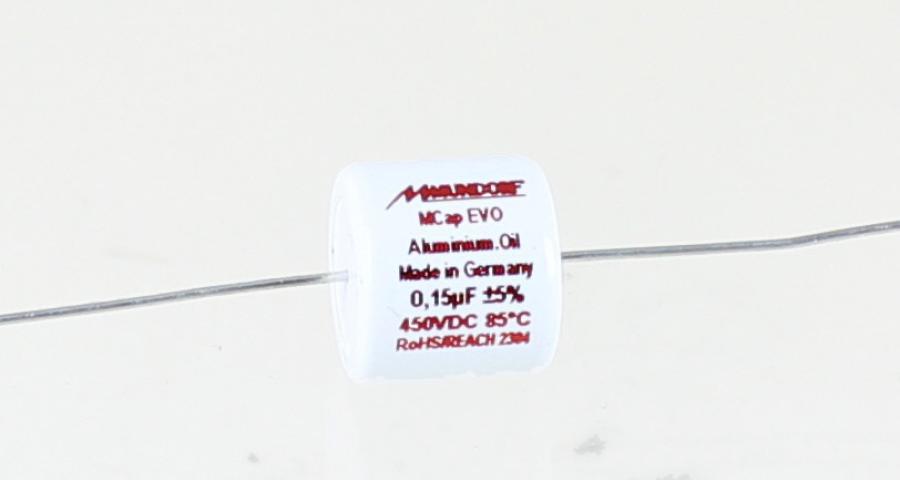 MUNDORF
MCap EVO
Aluminium.Oil
Made in Germany
0,15µF ±5%
450VDC 85°C
RoHS/REACH 2304